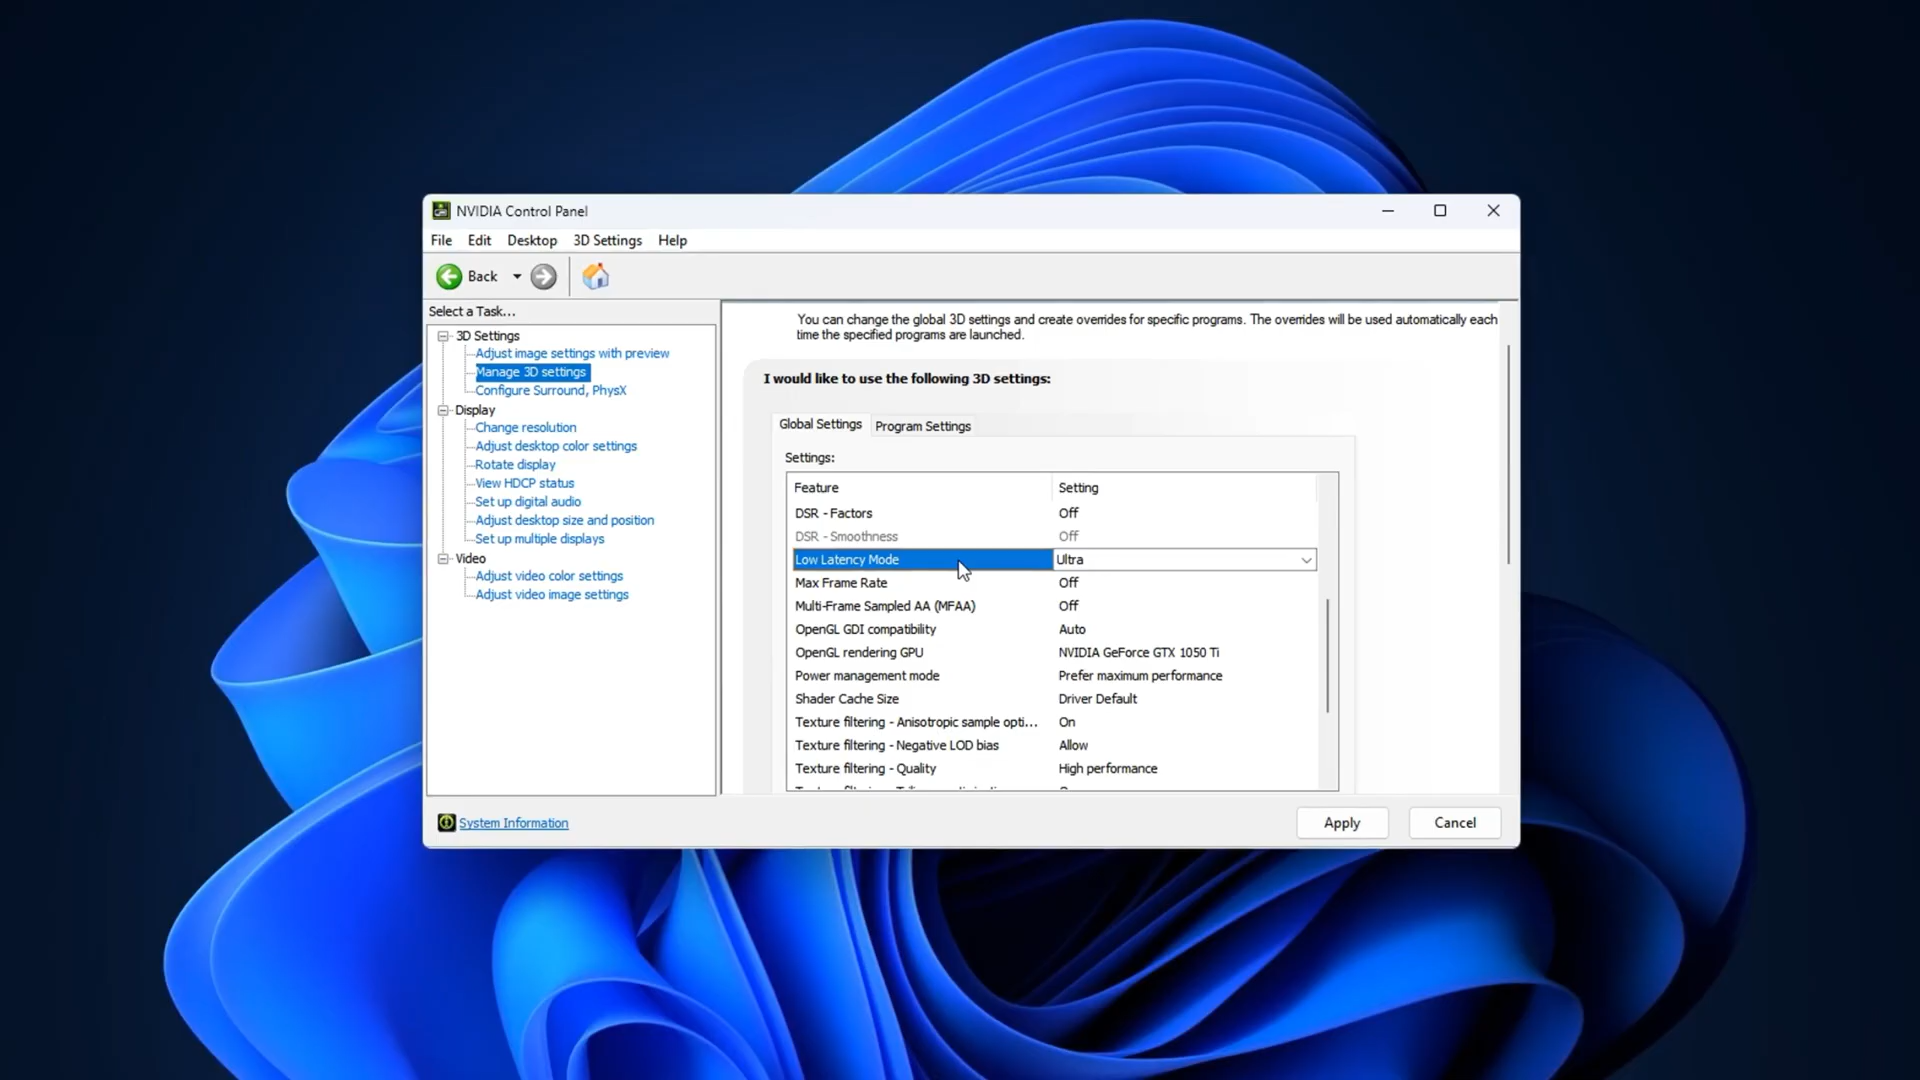 NVIDIA Control Panel
File Edit Desktop 3D Settings Help
Back
Select a Task...
3D Settings
Adjust image settings with preview
Manage 3D settings
Configure Surround, PhysX
Display
Change resolution
Adjust desktop color settings
Rotate display
View HDCP status
Set up digital audio
Adjust desktop size and position
Set up multiple displays
Video
Adjust video color settings
Adjust video image settings
You can change the global 3D settings and create overrides for specific programs. The overrides will be used automatically each
time the specified programs are launched.
I would like to use the following 3D settings:
Global Settings Program Settings
Settings:
Feature Setting
DSR - Factors Off
DSR - Smoothness Off
Low Latency Mode Ultra
Max Frame Rate Off
Multi-Frame Sampled AA (MFAA) Off
OpenGL GDI compatibility Auto
OpenGL rendering GPU NVIDIA GeForce GTX 1050 Ti
Power management mode Prefer maximum performance
Shader Cache Size Driver Default
Texture filtering - Anisotropic sample opti... On
Texture filtering - Negative LOD bias Allow
Texture filtering - Quality High performance
System Information
Apply Cancel